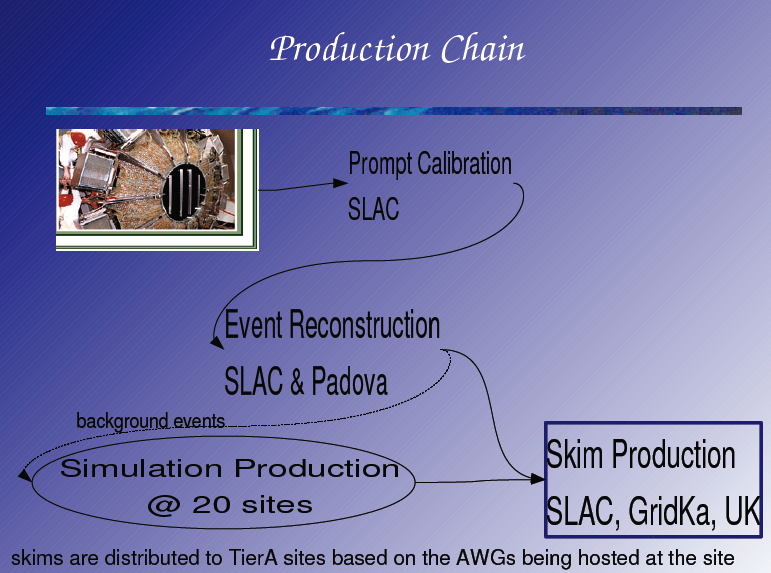 Production Chain
Prompt Calibration
SLAC
Event Reconstruction
SLAC & Padova
background events
Simulation Production
@ 20 sites
Skim Production
SLAC, GridKa, UK
skims are distributed to TierA sites based on the AWGs being hosted at the site